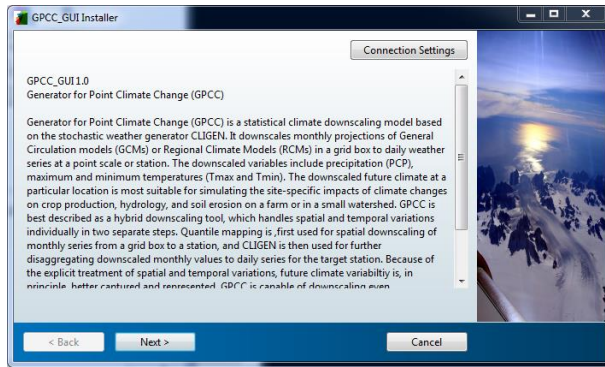 GPCC_GUI Installer
Connection Settings
GPCC_GUI 1.0
Generator for Point Climate Change (GPCC)
Generator for Point Climate Change (GPCC) is a statistical climate downscaling model based
on the stochastic weather generator CLIGEN. It downscales monthly projections of General
Circulation models (GCMs) or Regional Climate Models (RCMs) in a grid box to daily weather
series at a point scale or station. The downscaled variables include precipitation (PCP),
maximum and minimum temperatures (Tmax and Tmin). The downscaled future climate at a
particular location is most suitable for simulating the site-specific impacts of climate changes
on crop production, hydrology, and soil erosion on a farm or in a small watershed. GPCC is
best described as a hybrid downscaling tool, which handles spatial and temporal variations
individually in two separate steps. Quantile mapping is ,first used for spatial downscaling of
monthly series from a grid box to a station, and CLIGEN is then used for further
disaggregating downscaled monthly values to daily series for the target station. Because of
the explicit treatment of spatial and temporal variations, future climate variabiltiy is, in
principle, better captured and represented. GPCC is capable of downscaling even
< Back
Next >
Cancel